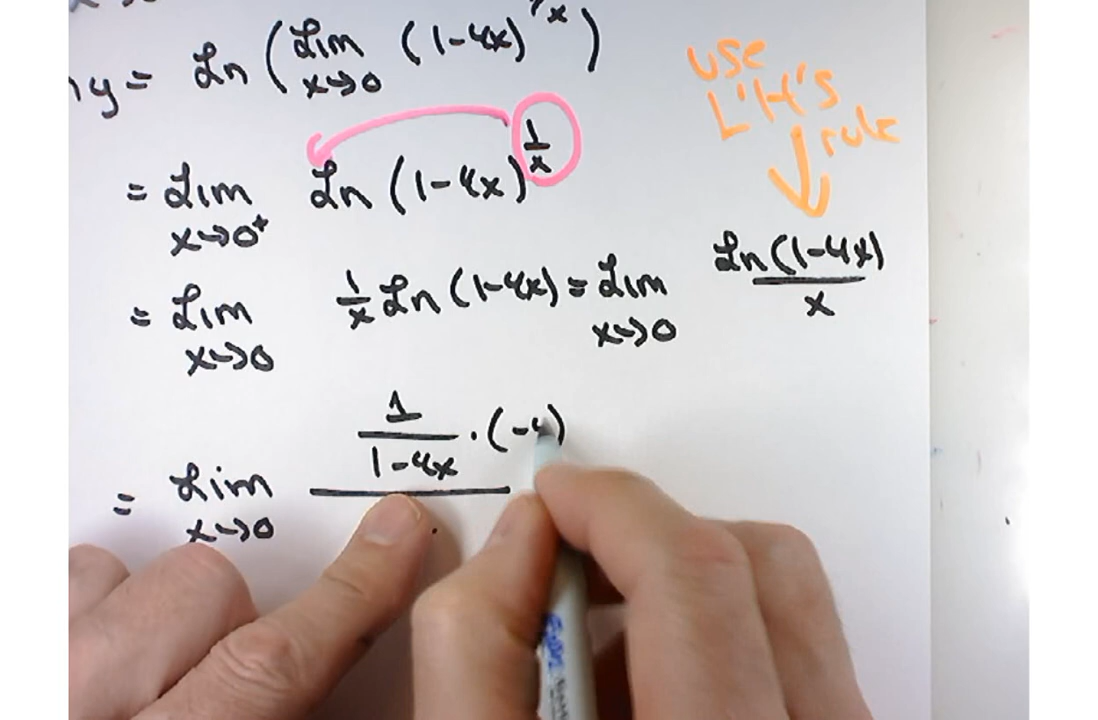 y = Ln ( Lim (1-4x)^1/x )
x→0
use
L'H's
rule
= Lim Ln (1-4x)^1/x
x→0⁺
= Lim 1/x Ln (1-4x) = Lim Ln (1-4x)/x
x→0 x→0
= Lim 1/(1-4x) · (-4)
x→0